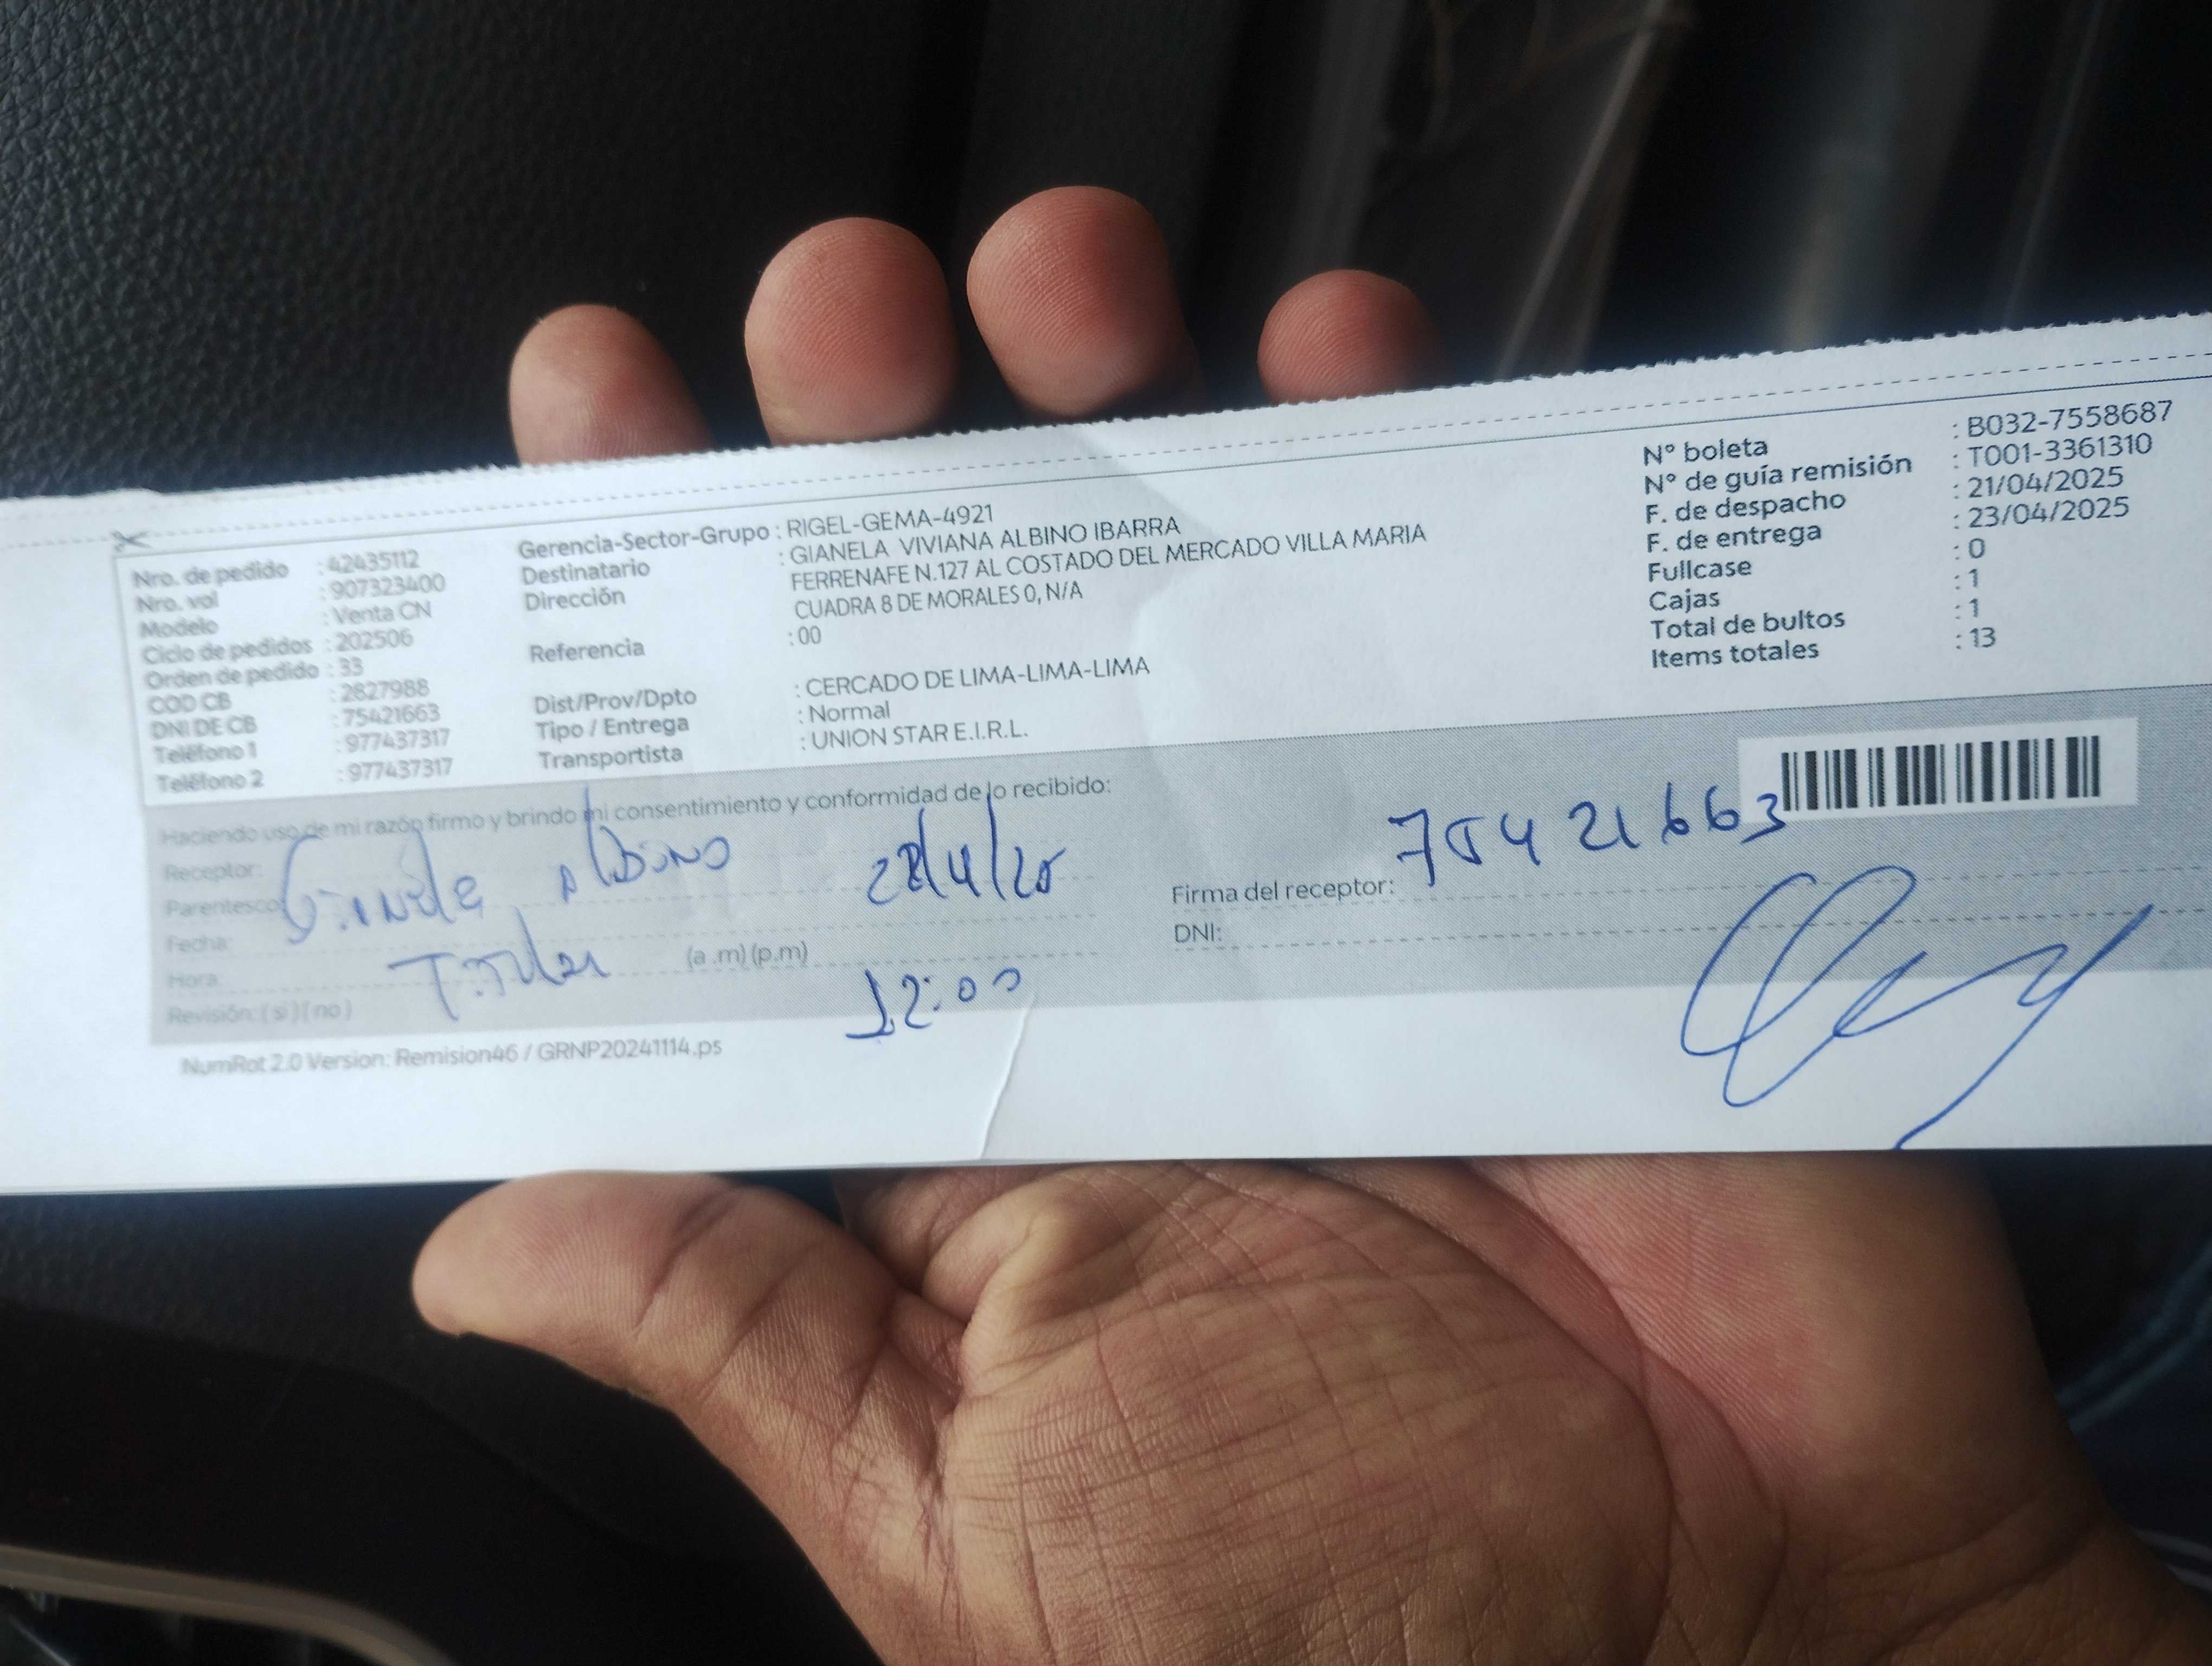 Nro. de pedido : 42435112
Nro. vol : 907323400
Modelo : Venta CN
Ciclo de pedidos : 202506
Orden de pedido : 33
COD CB : 2827988
DNI DE CB : 75421663
Teléfono 1 : 977437317
Teléfono 2 : 977437317
Gerencia-Sector-Grupo : RIGEL-GEMA-4921
Destinatario : GIANELA VIVIANA ALBINO IBARRA
Dirección FERRENAFE N.127 AL COSTADO DEL MERCADO VILLA MARIA
CUADRA 8 DE MORALES 0, N/A
Referencia : 00
Dist/Prov/Dpto : CERCADO DE LIMA-LIMA-LIMA
Tipo / Entrega : Normal
Transportista : UNION STAR E.I.R.L.
N° boleta : B032-7558687
N° de guía remisión : T001-3361310
F. de despacho : 21/04/2025
F. de entrega : 23/04/2025
Fullcase : 0
Cajas : 1
Total de bultos : 1
Items totales : 13
Haciendo uso de mi razón firmo y brindo mi consentimiento y conformidad de lo recibido:
Receptor:
Parentesco
Albino
Fecha:
Titular
Hora:
(a.m) (p.m)
12:00
Revisión: ( si ) ( no )
75421663
Firma del receptor:
DNI:
NumRot 2.0 Version: Remision46 / GRNP20241114.ps